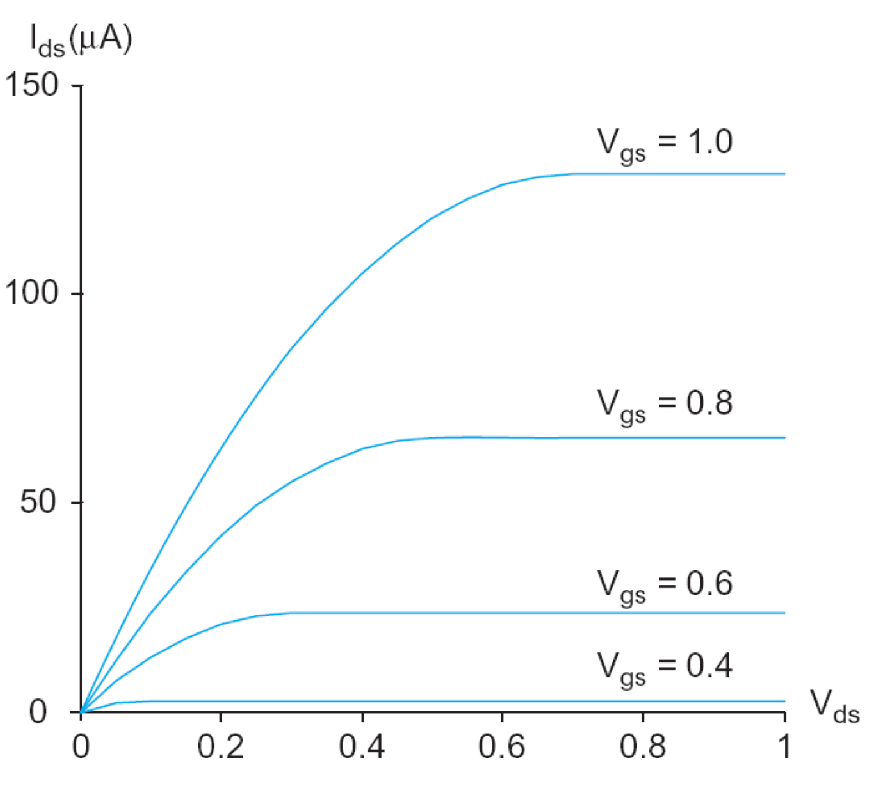 Ids (μA)
150
Vgs = 1.0
100
Vgs = 0.8
50
Vgs = 0.6
Vgs = 0.4
0
Vds
0 0.2 0.4 0.6 0.8 1